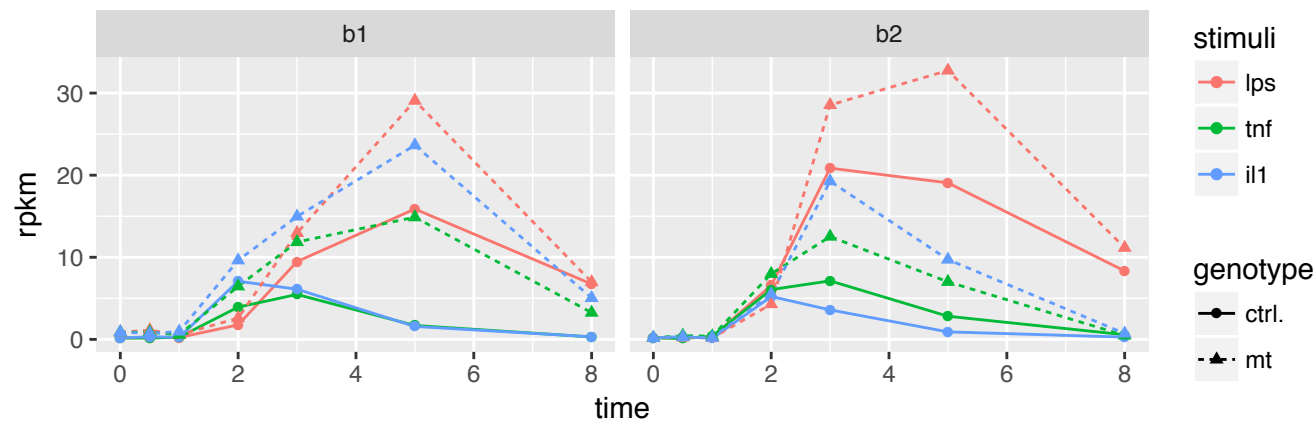 b1
b2
rpkm
30
20
10
0
0 2 4 6 8
0 2 4 6 8
time
stimuli
lps
tnf
il1
genotype
ctrl.
mt